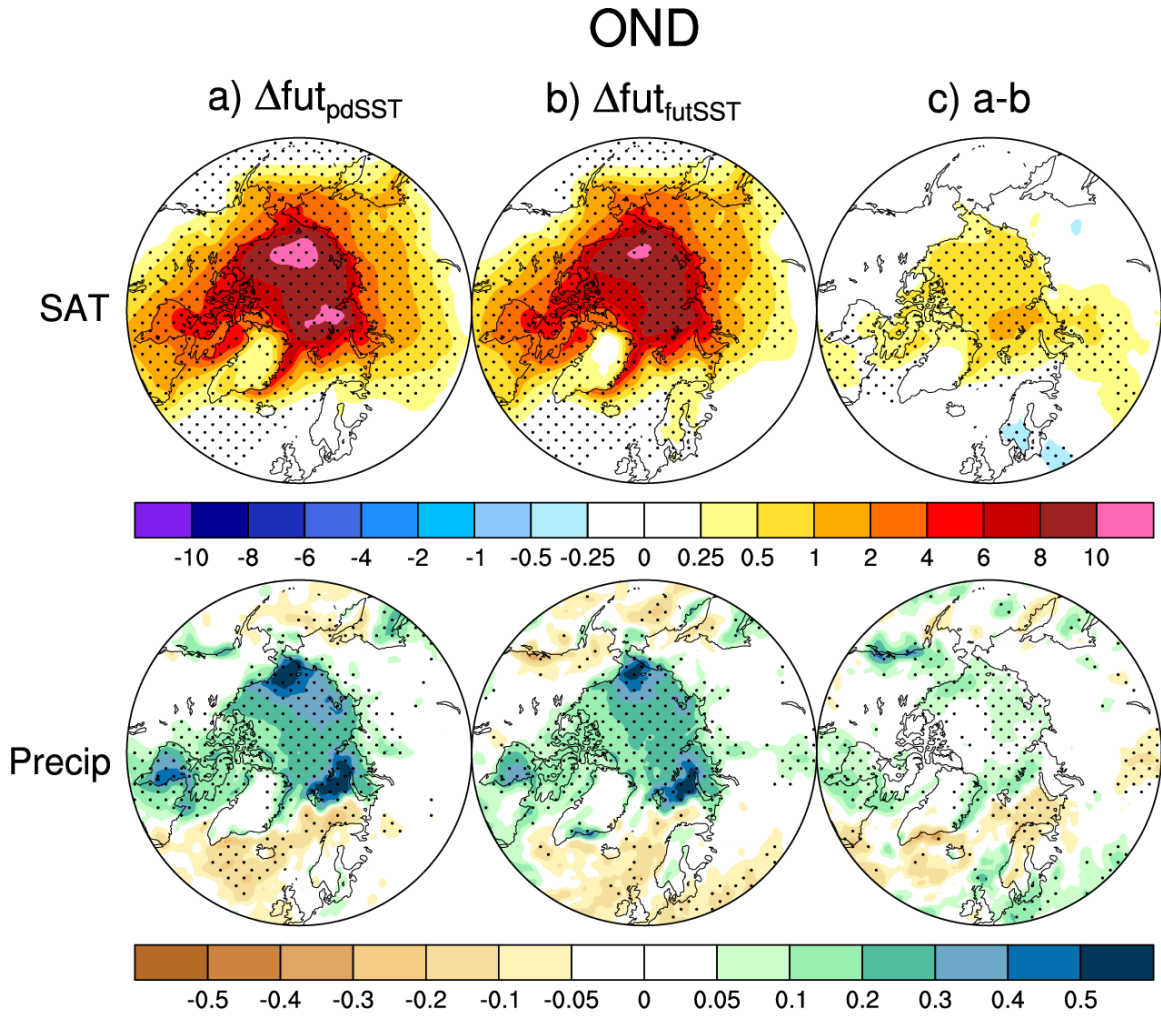 OND
a) Δfut_pdSST b) Δfut_futSST c) a-b
SAT
-10 -8 -6 -4 -2 -1 -0.5 -0.25 0 0.25 0.5 1 2 4 6 8 10
Precip
-0.5 -0.4 -0.3 -0.2 -0.1 -0.05 0 0.05 0.1 0.2 0.3 0.4 0.5